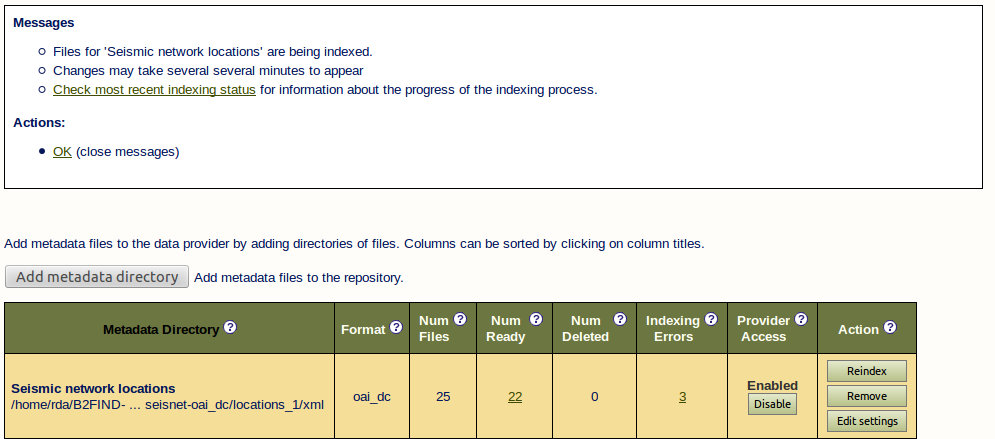 Messages
Files for 'Seismic network locations' are being indexed.
Changes may take several several minutes to appear
Check most recent indexing status for information about the progress of the indexing process.
Actions:
OK (close messages)
Add metadata files to the data provider by adding directories of files. Columns can be sorted by clicking on column titles.
Add metadata directory Add metadata files to the repository.
Metadata Directory ? Format ? Num Files ? Num Ready ? Num Deleted ? Indexing Errors ? Provider Access ? Action ?
Seismic network locations
/home/rda/B2FIND- ... seisnet-oai_dc/locations_1/xml
oai_dc 25 22 0 3
Enabled
Disable
Reindex
Remove
Edit settings